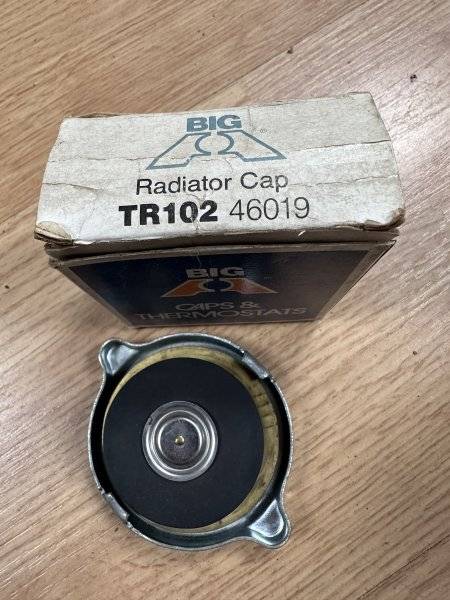 BIG
®
Radiator Cap
TR102 46019
BIG
CAPS &
THERMOSTATS